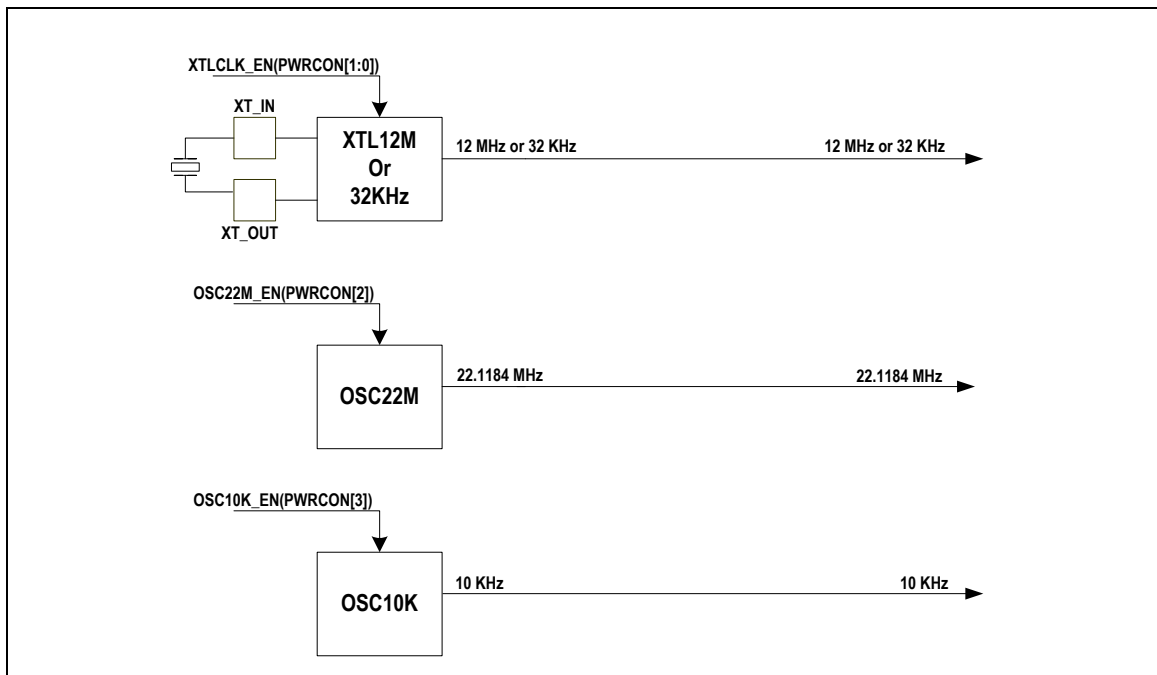 XTLCLK_EN(PWRCON[1:0])
XT_IN
XTL12M
Or
32KHz
XT_OUT
12 MHz or 32 KHz
12 MHz or 32 KHz
OSC22M_EN(PWRCON[2])
OSC22M
22.1184 MHz
22.1184 MHz
OSC10K_EN(PWRCON[3])
OSC10K
10 KHz
10 KHz